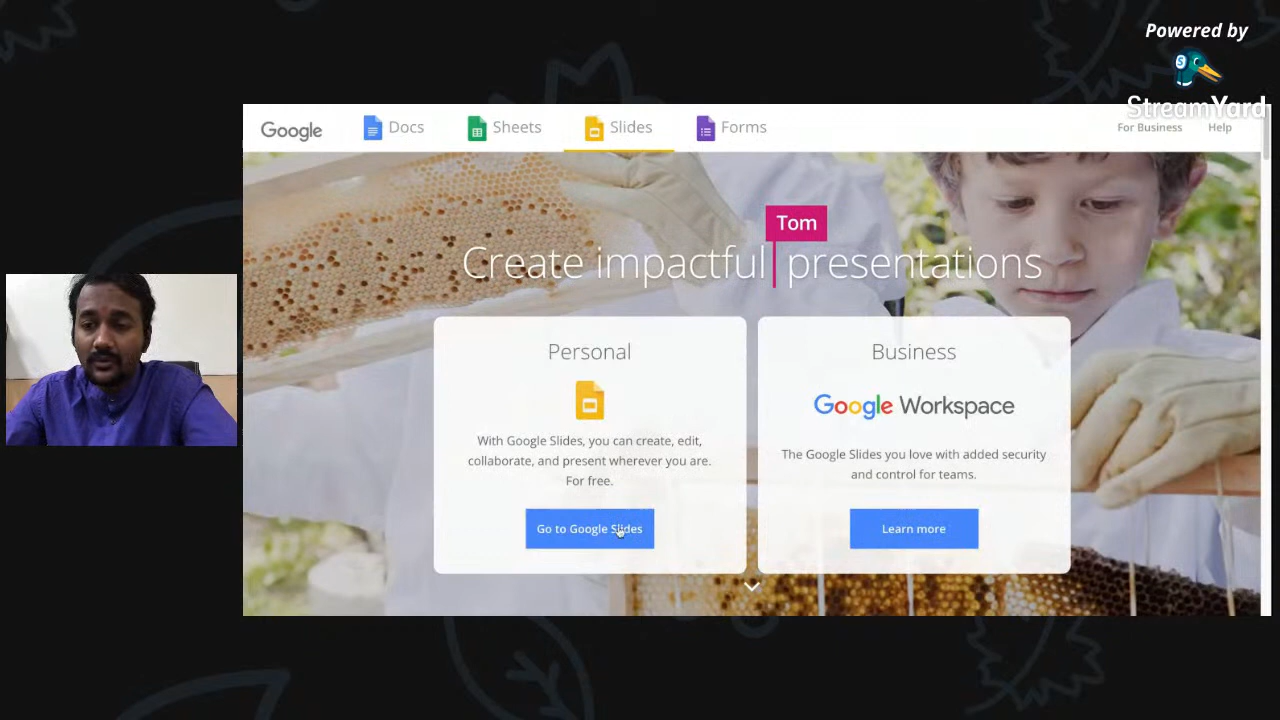 Powered by
StreamYard
Google
Docs
Sheets
Slides
Forms
For Business
Help
Tom
Create impactful presentations
Personal
With Google Slides, you can create, edit,
collaborate, and present wherever you are.
For free.
Go to Google Slides
Business
Google Workspace
The Google Slides you love with added security
and control for teams.
Learn more